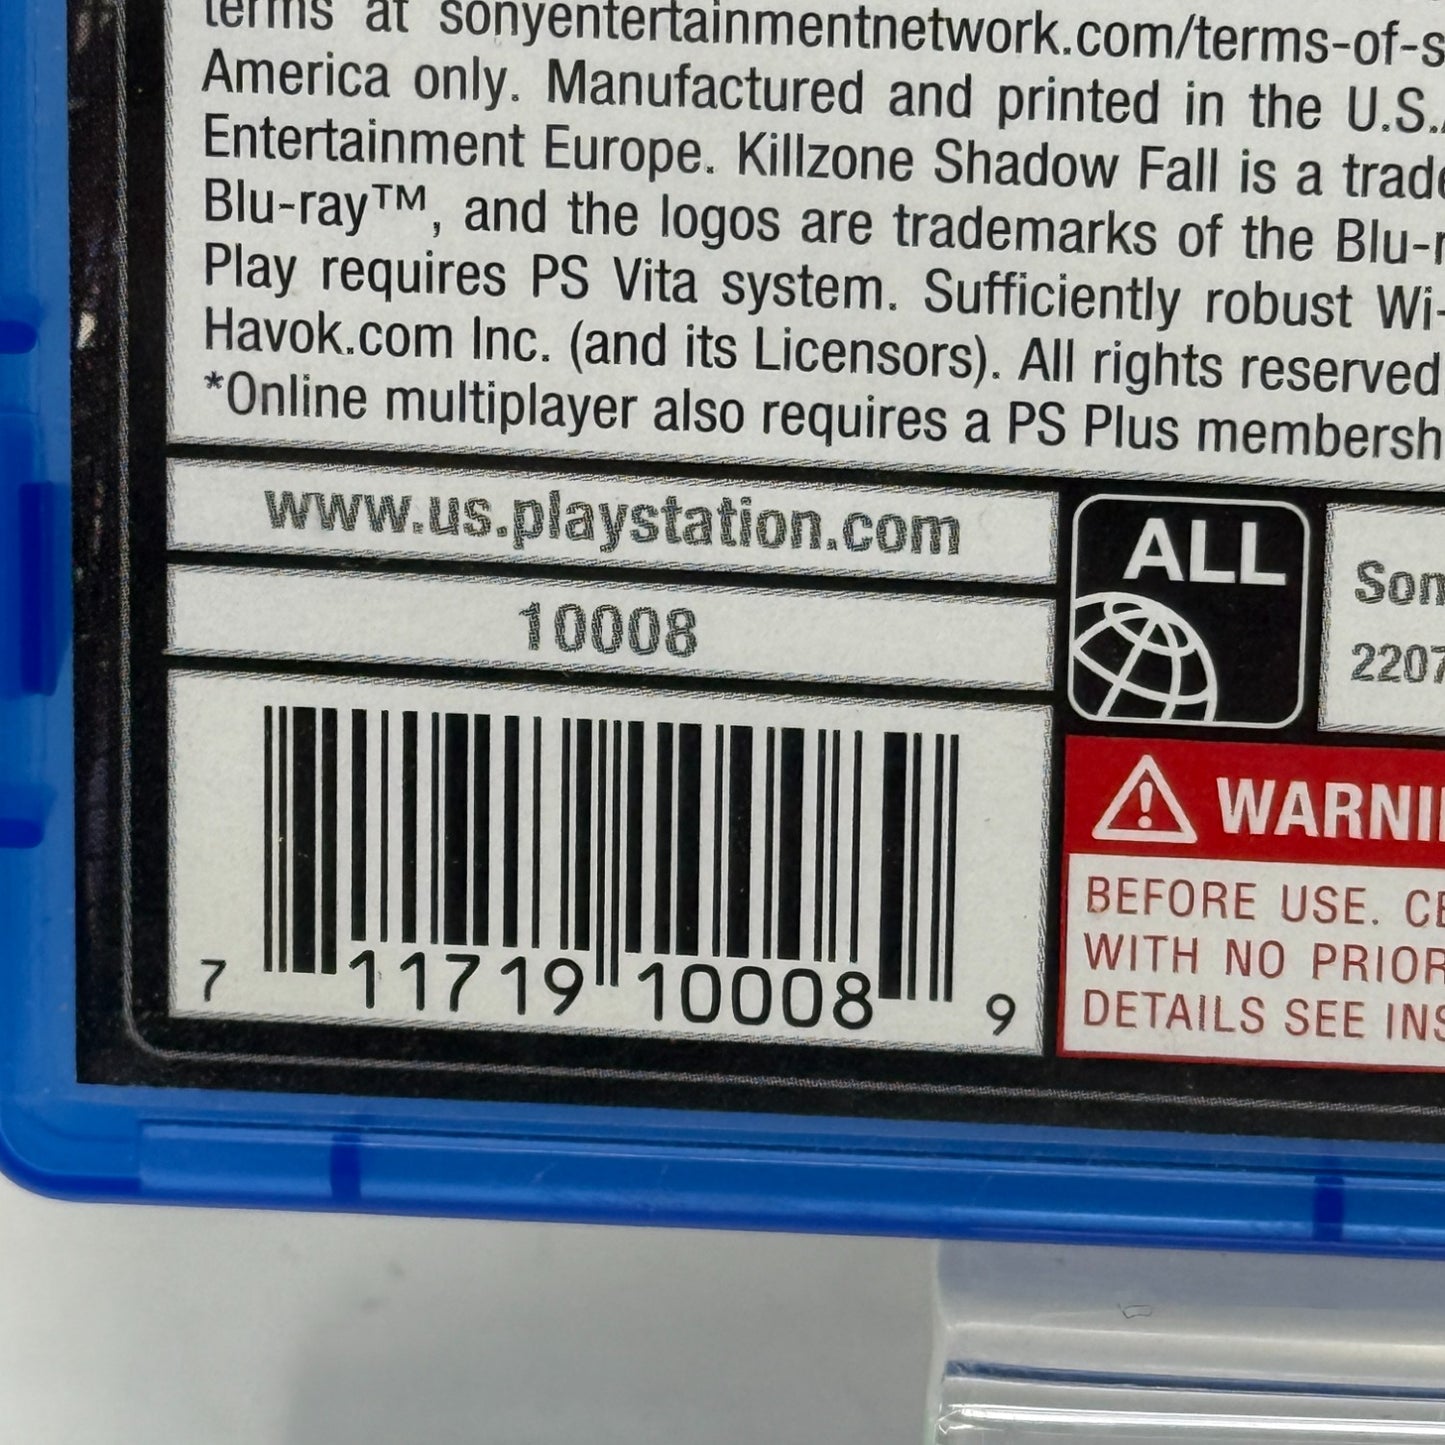 terms at sonyentertainmentnetwork.com/terms-of-s
America only. Manufactured and printed in the U.S.
Entertainment Europe. Killzone Shadow Fall is a trade
Blu-ray™, and the logos are trademarks of the Blu-r
Play requires PS Vita system. Sufficiently robust Wi-
Havok.com Inc. (and its Licensors). All rights reserved
*Online multiplayer also requires a PS Plus membersh
www.us.playstation.com
10008
ALL
Son
2207
7 11719 10008 9
WARNI
BEFORE USE. CE
WITH NO PRIOR
DETAILS SEE INS